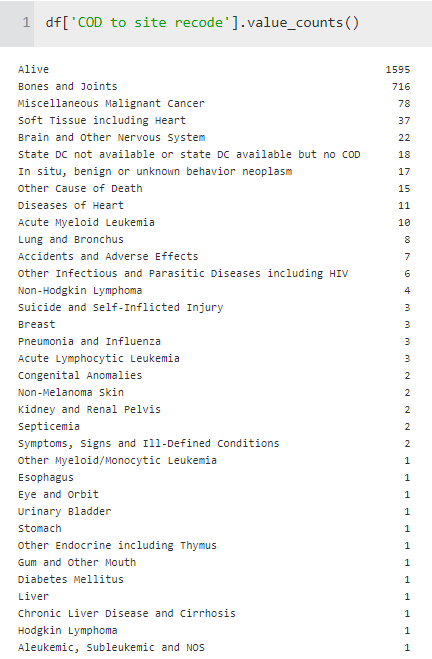 1 df['COD to site recode'].value_counts()
Alive 1595
Bones and Joints 716
Miscellaneous Malignant Cancer 78
Soft Tissue including Heart 37
Brain and Other Nervous System 22
State DC not available or state DC available but no COD 18
In situ, benign or unknown behavior neoplasm 17
Other Cause of Death 15
Diseases of Heart 11
Acute Myeloid Leukemia 10
Lung and Bronchus 8
Accidents and Adverse Effects 7
Other Infectious and Parasitic Diseases including HIV 6
Non-Hodgkin Lymphoma 4
Suicide and Self-Inflicted Injury 3
Breast 3
Pneumonia and Influenza 3
Acute Lymphocytic Leukemia 3
Congenital Anomalies 2
Non-Melanoma Skin 2
Kidney and Renal Pelvis 2
Septicemia 2
Symptoms, Signs and Ill-Defined Conditions 2
Other Myeloid/Monocytic Leukemia 1
Esophagus 1
Eye and Orbit 1
Urinary Bladder 1
Stomach 1
Other Endocrine including Thymus 1
Gum and Other Mouth 1
Diabetes Mellitus 1
Liver 1
Chronic Liver Disease and Cirrhosis 1
Hodgkin Lymphoma 1
Aleukemic, Subleukemic and NOS 1